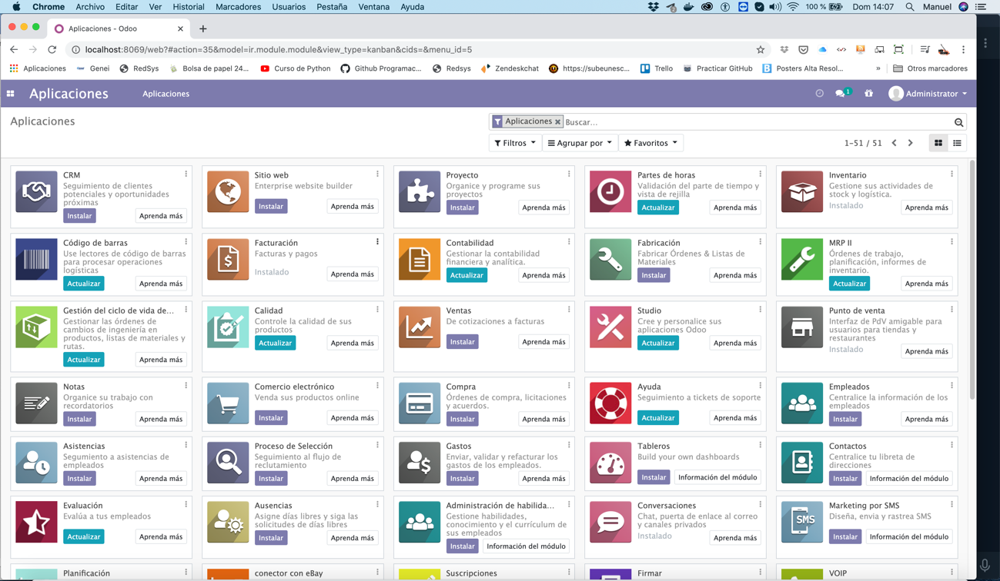 Chrome Archivo Editar Ver Historial Marcadores Usuarios Pestaña Ventana Ayuda 100 % Dom 14:07 Manuel
Aplicaciones - Odoo
localhost:8069/web?#action=35&model=ir.module.module&view_type=kanban&cids=&menu_id=5
Aplicaciones Genei RedSys Bolsa de papel 24... Curso de Python Github Programac... Redsys Zendeskchat https://subeunesc... Trello Practicar GitHub Posters Alta Resol... » Otros marcadores
Aplicaciones Aplicaciones 1 Administrator
Aplicaciones
Aplicaciones Buscar...
Filtros Agrupar por Favoritos 1-51 / 51
CRM
Seguimiento de clientes
potenciales y oportunidades
próximas
Instalar Aprenda más
Sitio web
Enterprise website builder
Instalar Aprenda más
Proyecto
Organice y programe sus
proyectos
Instalar Aprenda más
Partes de horas
Validación del parte de tiempo y
vista de rejilla
Actualizar Aprenda más
Inventario
Gestione sus actividades de
stock y logística.
Instalado Aprenda más
Código de barras
Use lectores de código de barras
para procesar operaciones
logísticas
Actualizar Aprenda más
Facturación
Facturas y pagos
Instalado Aprenda más
Contabilidad
Gestionar la contabilidad
financiera y analítica.
Actualizar Aprenda más
Fabricación
Fabricar Órdenes & Listas de
Materiales
Instalar Aprenda más
MRP II
Órdenes de trabajo,
planificación, informes de
inventario.
Actualizar Aprenda más
Gestión del ciclo de vida de...
Gestionar las órdenes de
cambios de ingeniería en
productos, listas de materiales y
rutas.
Actualizar Aprenda más
Calidad
Controle la calidad de sus
productos
Actualizar Aprenda más
Ventas
De cotizaciones a facturas
Instalar Aprenda más
Studio
Cree y personalice sus
aplicaciones Odoo
Actualizar Aprenda más
Punto de venta
Interfaz de PdV amigable para
usuarios para tiendas y
restaurantes
Instalado Aprenda más
Notas
Organice su trabajo con
recordatorios
Instalar Aprenda más
Comercio electrónico
Venda sus productos online
Instalar Aprenda más
Compra
Órdenes de compra, licitaciones
y acuerdos.
Instalar Aprenda más
Ayuda
Seguimiento a tickets de soporte
Actualizar Aprenda más
Empleados
Centralice la información de los
empleados
Instalar Aprenda más
Asistencias
Seguimiento a asistencias de
empleados
Instalar Aprenda más
Proceso de Selección
Seguimiento al flujo de
reclutamiento
Instalar Aprenda más
Gastos
Enviar, validar y refacturar los
gastos de los empleados.
Instalar Aprenda más
Tableros
Build your own dashboards
Instalar Información del módulo
Contactos
Centralice tu libreta de
direcciones
Instalar Información del módulo
Evaluación
Evalúa a tus empleados
Actualizar Aprenda más
Ausencias
Asigne días libres y siga las
solicitudes de días libres
Instalar Aprenda más
Administración de habilida...
Gestione habilidades,
conocimiento y el currículum de
sus empleados
Instalar Información del módulo
Conversaciones
Chat, puerta de enlace al correo
y canales privados
Instalado Aprenda más
SMS
Marketing por SMS
Diseña, envia y rastrea SMS
Instalar Información del módulo
Planificación
conector con eBay
Suscripciones
Firmar
VOIP